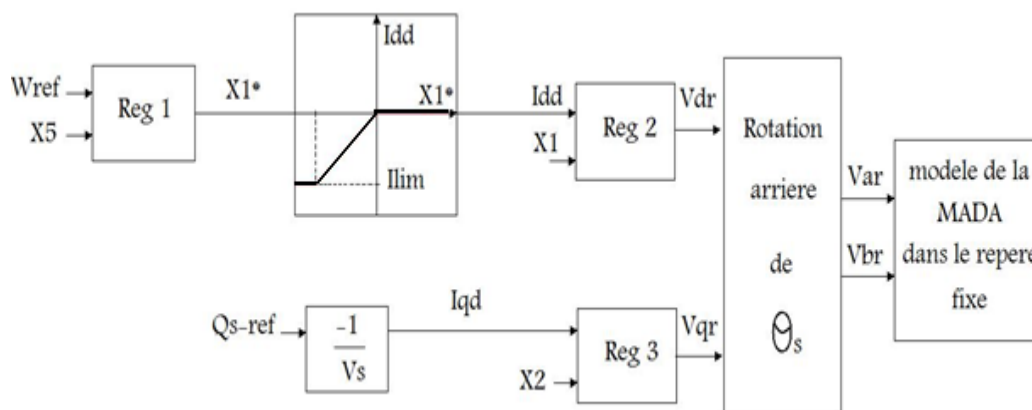 Wref
X5
Reg 1
X1*
Idd
X1*
Ilim
Idd
X1
Reg 2
Vdr
Qs-ref
-1
Vs
Iqd
X2
Reg 3
Vqr
Rotation
arriere
de
Θs
Var
Vbr
modele de la
MADA
dans le repere
fixe